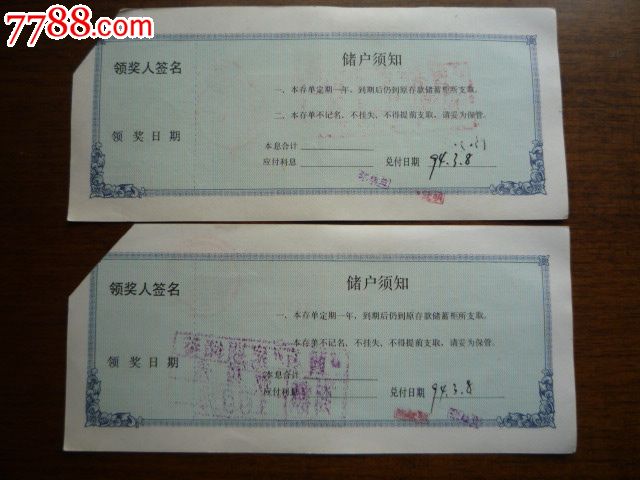 7788.com
领奖人签名
储户须知
一、本存单定期一年，到期后仍到原存款储蓄柜所支取。
二、本存单不记名、不挂失、不得提前支取，请妥为保管。
领奖日期
本息合计
应付利息 兑付日期 94.3.8
领奖人签名
储户须知
一、本存单定期一年，到期后仍到原存款储蓄柜所支取。
本存单不记名、不挂失、不得提前支取，请妥为保管。
领奖日期
本息合计
应付利息 兑付日期 94.3.8